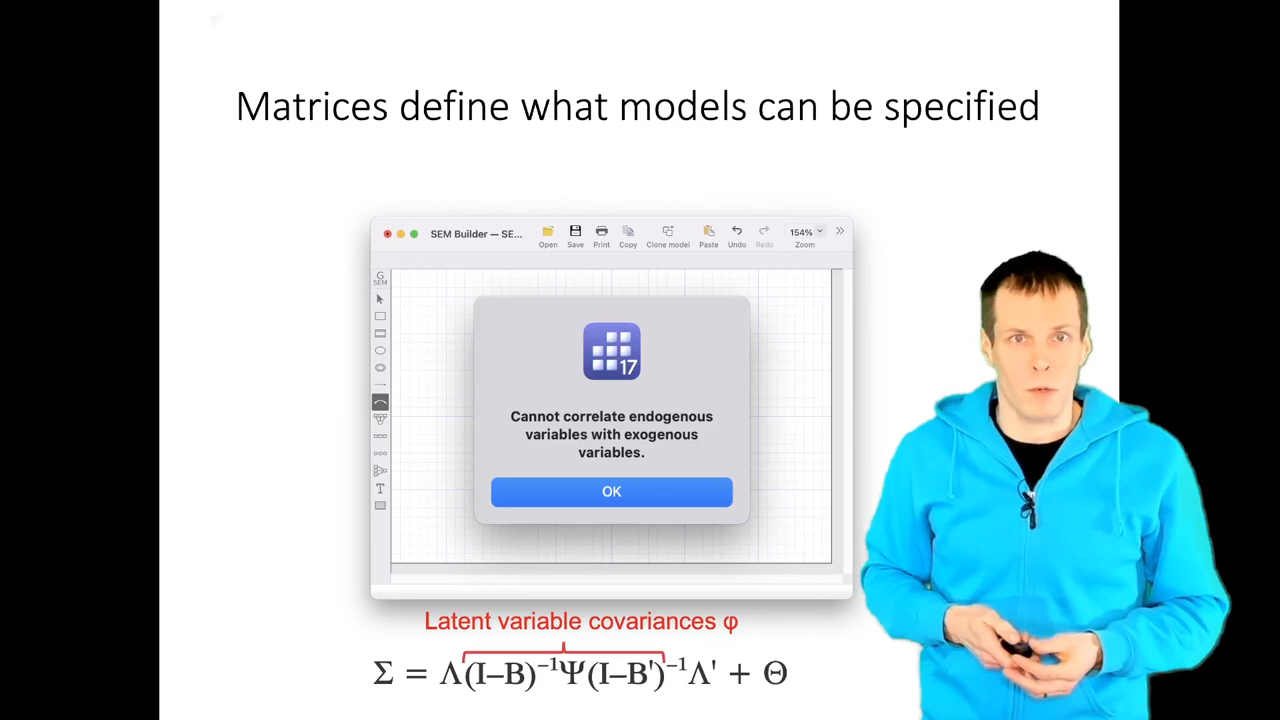 Matrices define what models can be specified
SEM Builder — SE...
Open Save Print Copy Clone model Paste Undo Redo 154% Zoom
G
SEM
17
Cannot correlate endogenous
variables with exogenous
variables.
OK
T
Latent variable covariances φ
Σ = Λ(I–B)⁻¹Ψ(I–B')⁻¹Λ' + Θ